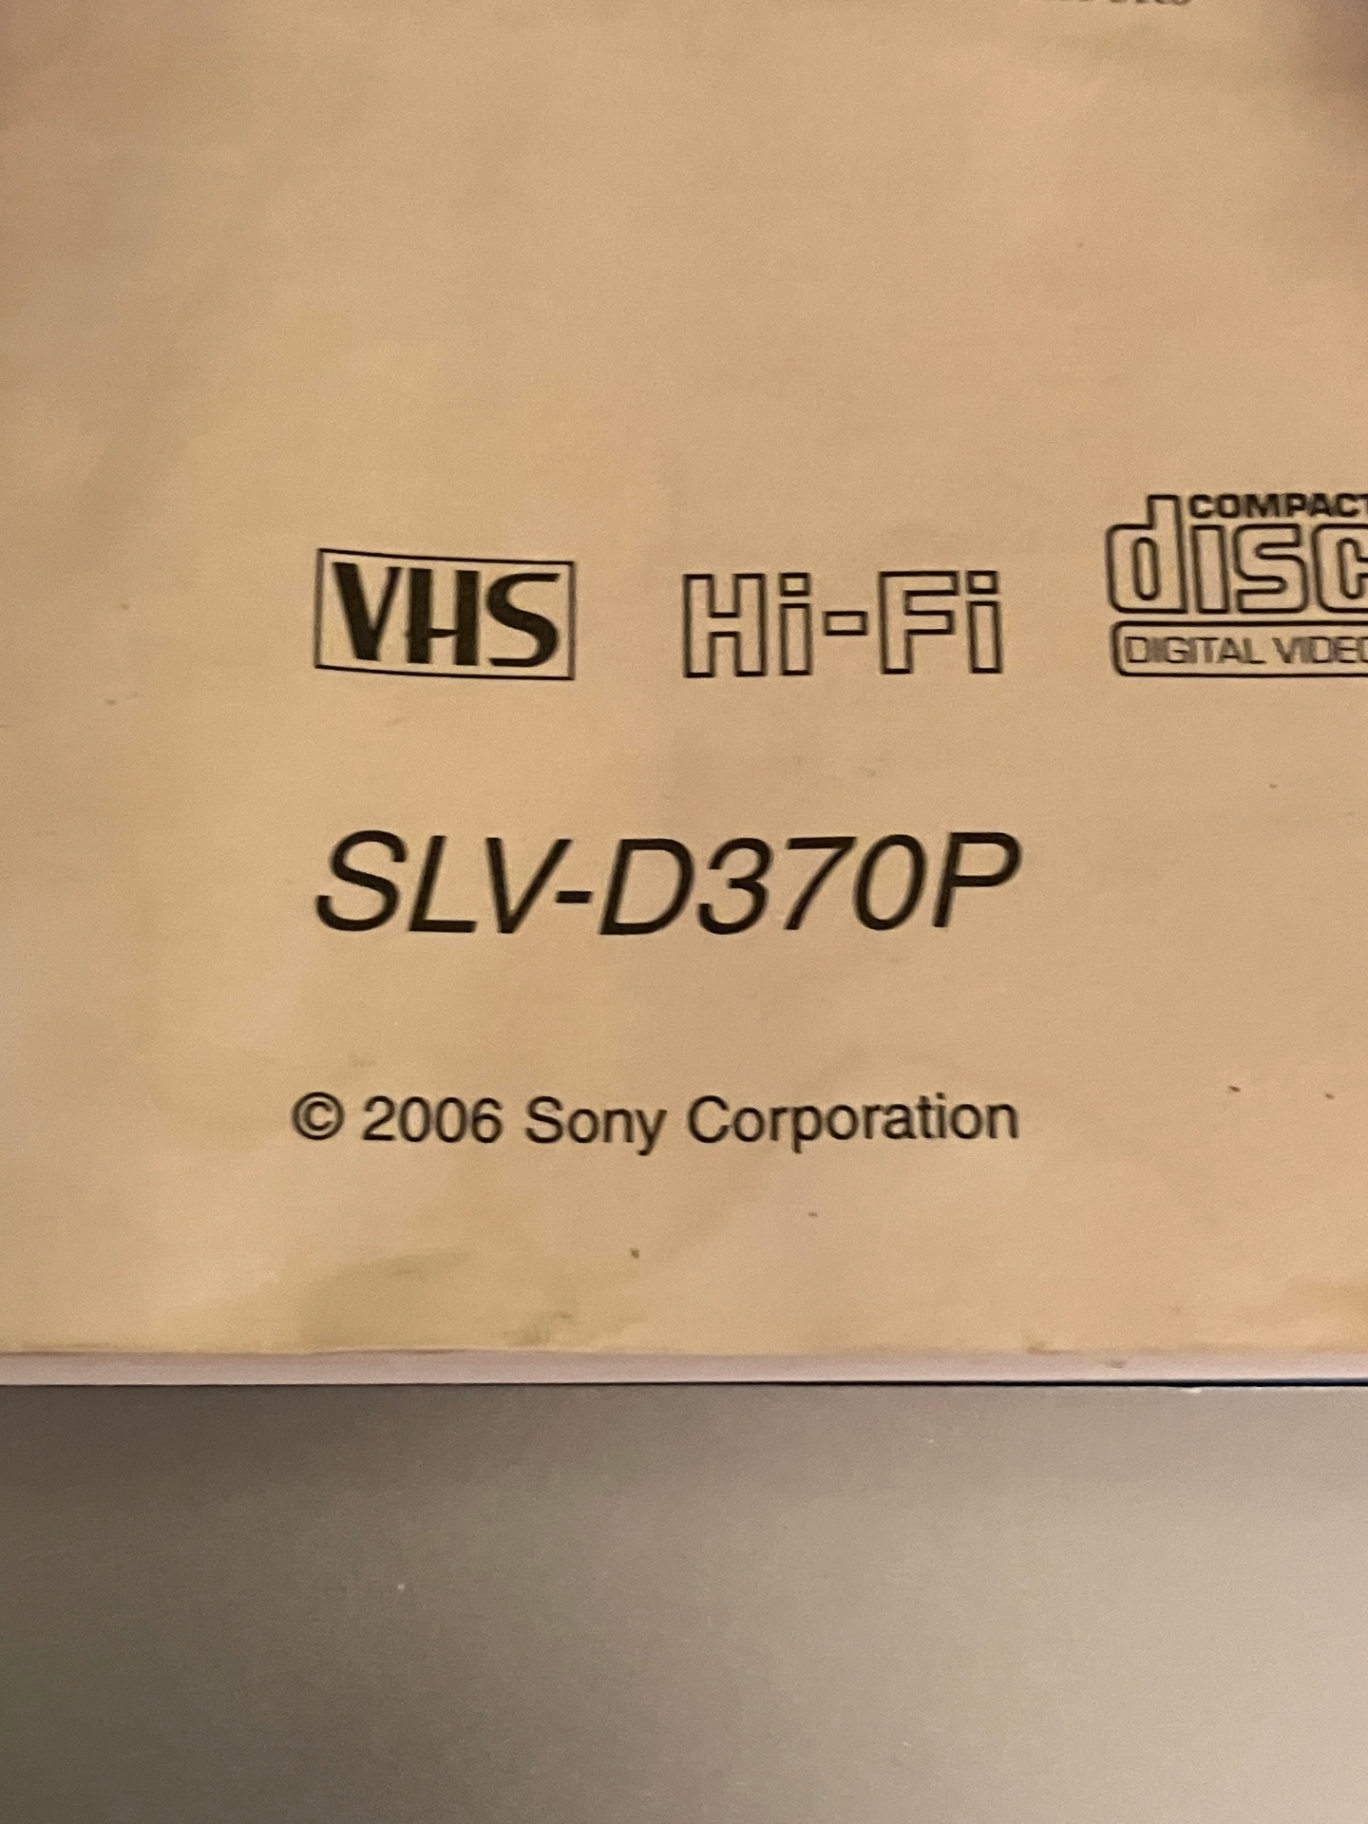 VHS Hi-Fi COMPACT
disc
DIGITAL VIDEO
SLV-D370P
© 2006 Sony Corporation